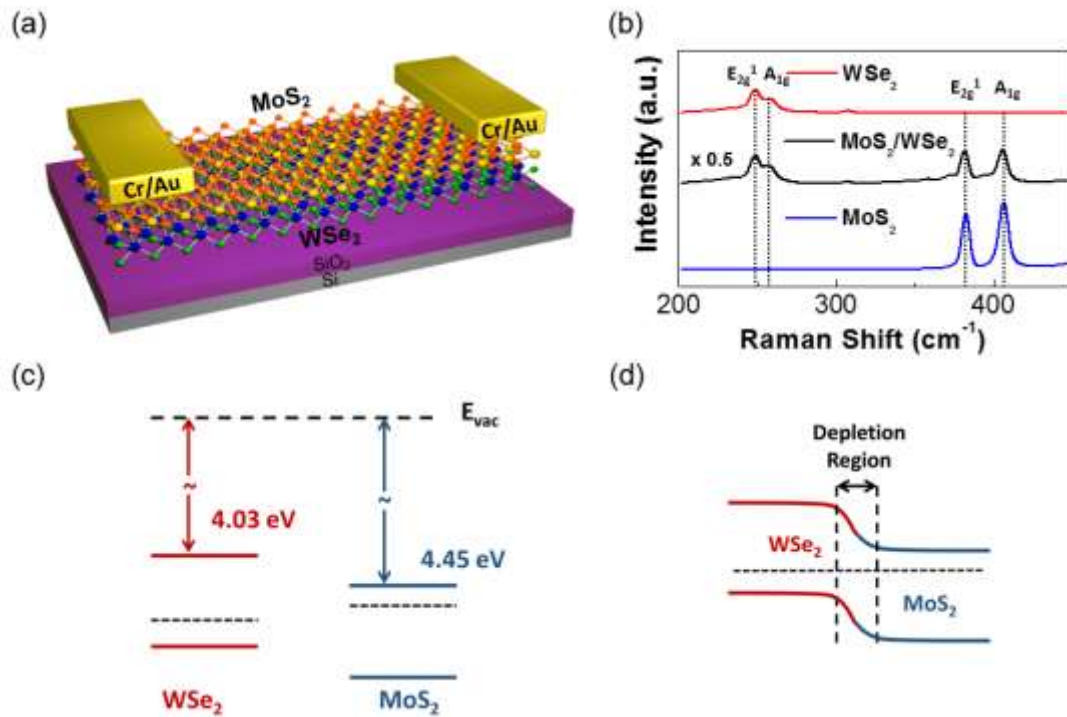 (a)
MoS2
Cr/Au
Cr/Au
WSe2
SiO2
Si
(b)
Intensity (a.u.)
E2g1 A1g
WSe2
E2g1 A1g
MoS2/WSe2
x 0.5
MoS2
200 300 400
Raman Shift (cm-1)
(c)
Evac
4.03 eV
4.45 eV
WSe2
MoS2
(d)
Depletion
Region
WSe2
MoS2